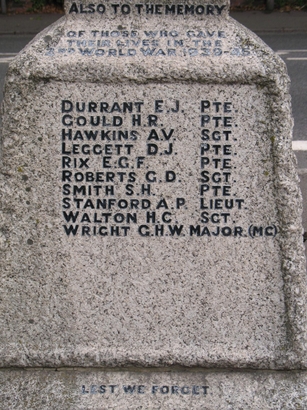 ALSO TO THE MEMORY
OF THOSE WHO GAVE
THEIR LIVES IN THE
2ND WORLD WAR 1939-45
DURRANT E.J. PTE.
GOULD H.R. PTE.
HAWKINS A.V. SGT.
LEGGETT D.J. PTE.
RIX E.G.F. PTE.
ROBERTS G.D. SGT.
SMITH S.H. PTE.
STANFORD A.P. LIEUT.
WALTON H.C. SGT.
WRIGHT G.H.W. MAJOR.(MC)
LEST WE FORGET.